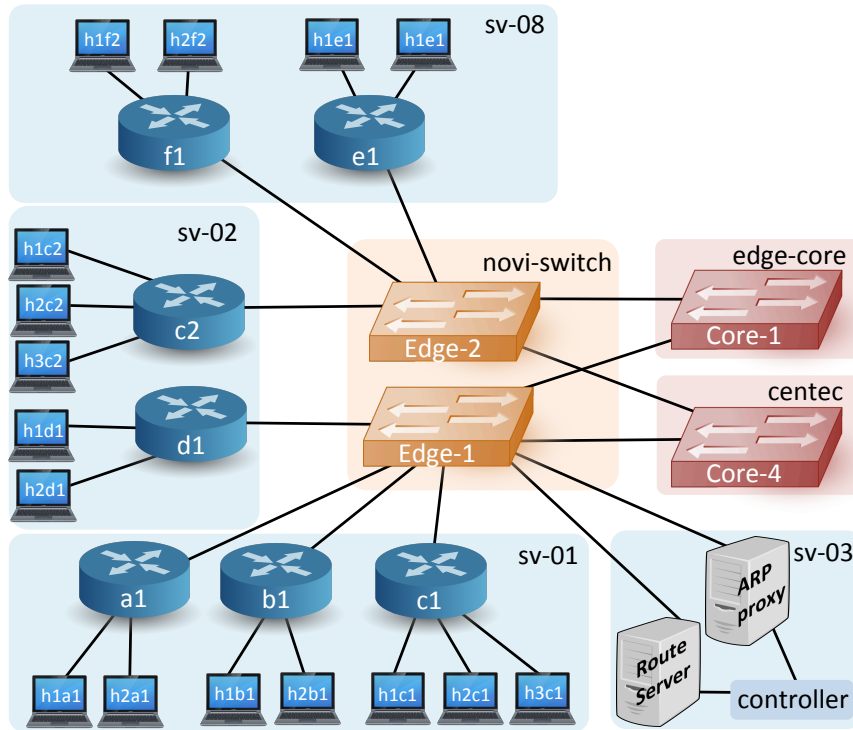 sv-08
h1f2
h2f2
h1e1
h1e1
f1
e1
sv-02
h1c2
h2c2
h3c2
c2
h1d1
h2d1
d1
novi-switch
Edge-2
Edge-1
edge-core
Core-1
centec
Core-4
sv-01
a1
b1
c1
h1a1
h2a1
h1b1
h2b1
h1c1
h2c1
h3c1
sv-03
ARP
proxy
Route
Server
controller